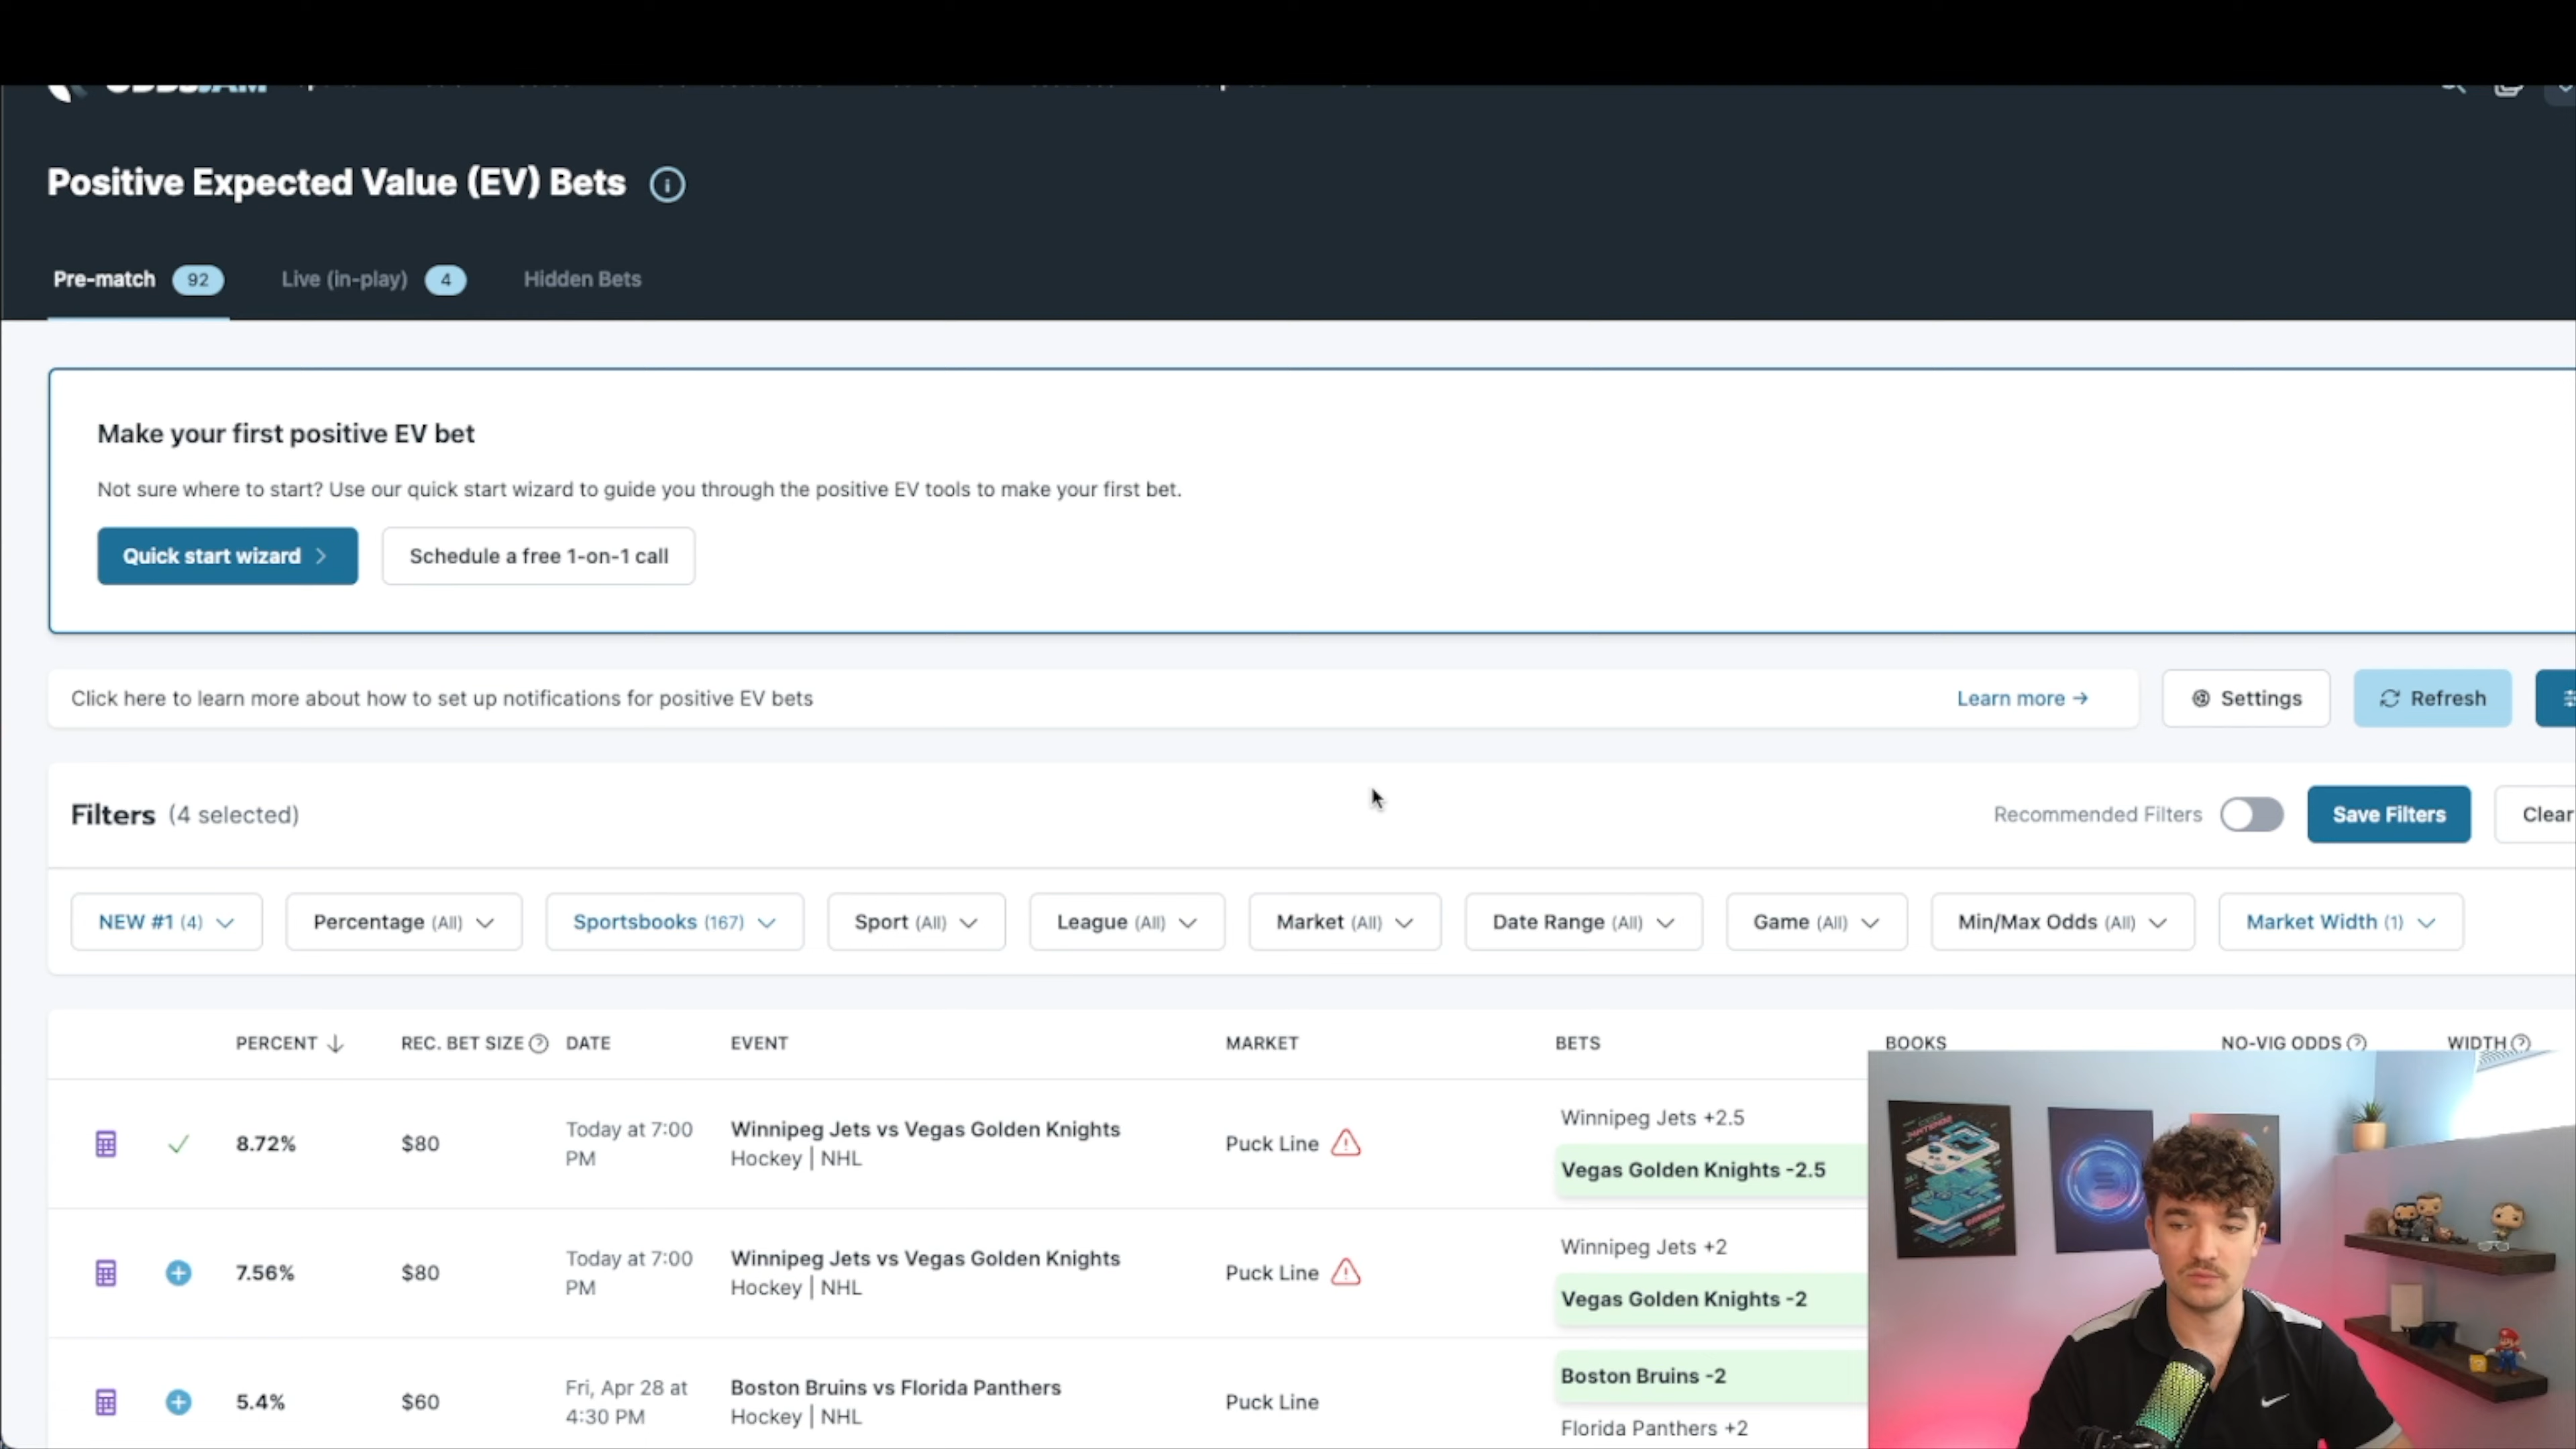 Positive Expected Value (EV) Bets
Pre-match 92 Live (in-play) 4 Hidden Bets
Make your first positive EV bet
Not sure where to start? Use our quick start wizard to guide you through the positive EV tools to make your first bet.
Quick start wizard Schedule a free 1-on-1 call
Click here to learn more about how to set up notifications for positive EV bets Learn more → Settings Refresh
Filters (4 selected) Recommended Filters Save Filters Clear
NEW #1 (4) Percentage (All) Sportsbooks (167) Sport (All) League (All) Market (All) Date Range (All) Game (All) Min/Max Odds (All) Market Width (1)
PERCENT ↓ REC. BET SIZE DATE EVENT MARKET BETS BOOKS NO-VIG ODDS WIDTH
Winnipeg Jets +2.5
8.72% $80 Today at 7:00 PM Winnipeg Jets vs Vegas Golden Knights Puck Line
Hockey | NHL
Vegas Golden Knights -2.5
Winnipeg Jets +2
7.56% $80 Today at 7:00 PM Winnipeg Jets vs Vegas Golden Knights Puck Line
Hockey | NHL
Vegas Golden Knights -2
Boston Bruins -2
5.4% $60 Fri, Apr 28 at 4:30 PM Boston Bruins vs Florida Panthers Puck Line
Hockey | NHL
Florida Panthers +2